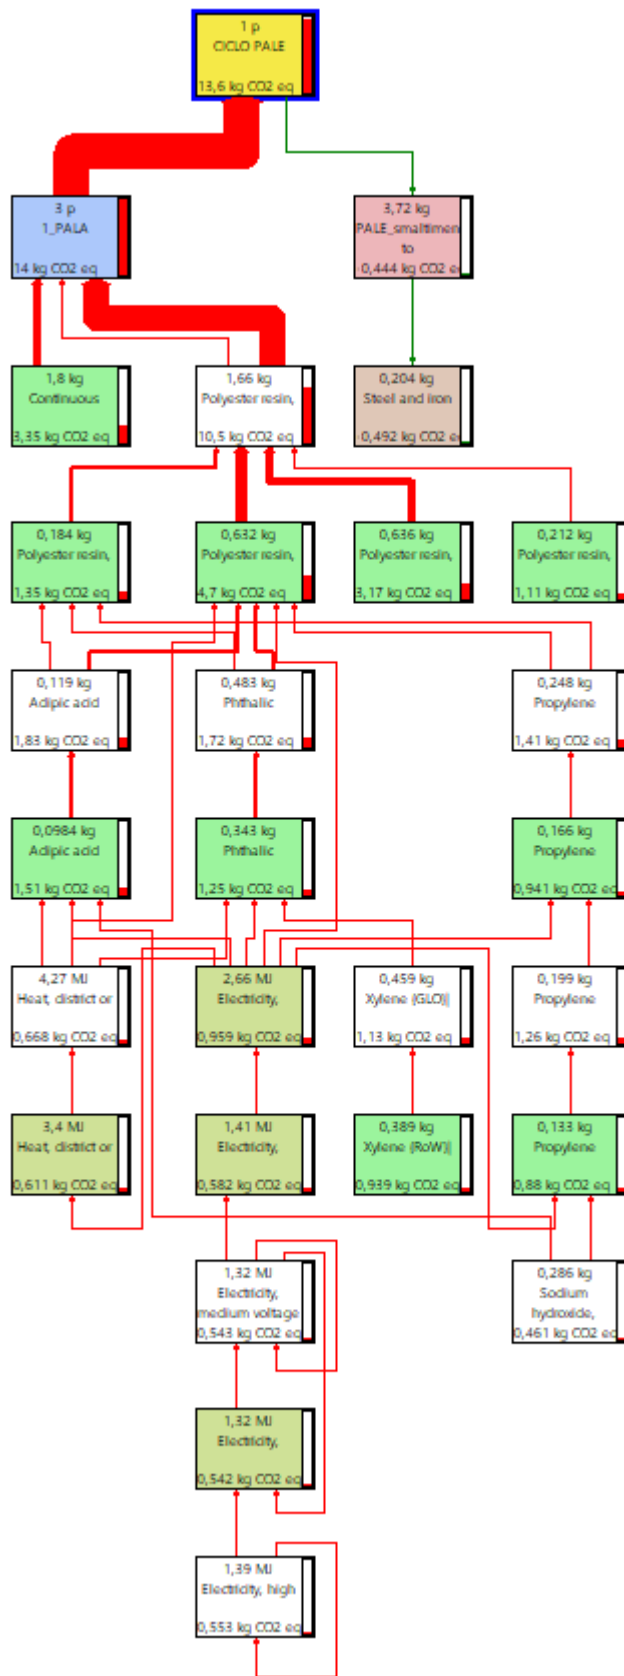 1 p
CICLO PALE
13,6 kg CO2 eq
3 p
1_PALA
14 kg CO2 eq
3,72 kg
PALE_smaltimen
to
0,444 kg CO2 e
1,8 kg
Continuous
3,35 kg CO2 eq
1,66 kg
Polyester resin,
10,5 kg CO2 eq
0,204 kg
Steel and iron
0,492 kg CO2 e
0,184 kg
Polyester resin,
1,35 kg CO2 eq
0,632 kg
Polyester resin,
4,7 kg CO2 eq
0,636 kg
Polyester resin,
3,17 kg CO2 eq
0,212 kg
Polyester resin,
1,11 kg CO2 eq
0,119 kg
Adipic acid
1,83 kg CO2 eq
0,483 kg
Phthalic
1,72 kg CO2 eq
0,248 kg
Propylene
1,41 kg CO2 eq
0,0984 kg
Adipic acid
1,51 kg CO2 eq
0,343 kg
Phthalic
1,25 kg CO2 eq
0,166 kg
Propylene
0,941 kg CO2 e
4,27 MJ
Heat, district or
0,668 kg CO2 e
2,66 MJ
Electricity,
0,959 kg CO2 e
0,459 kg
Xylene {GLO}|
1,13 kg CO2 eq
0,199 kg
Propylene
1,26 kg CO2 eq
3,4 MJ
Heat, district or
0,611 kg CO2 e
1,41 MJ
Electricity,
0,582 kg CO2 e
0,389 kg
Xylene {RoW}|
0,939 kg CO2 e
0,133 kg
Propylene
0,88 kg CO2 eq
1,32 MJ
Electricity,
medium voltage
0,543 kg CO2 e
0,286 kg
Sodium
hydroxide,
0,461 kg CO2 e
1,32 MJ
Electricity,
0,542 kg CO2 e
1,39 MJ
Electricity, high
0,553 kg CO2 e